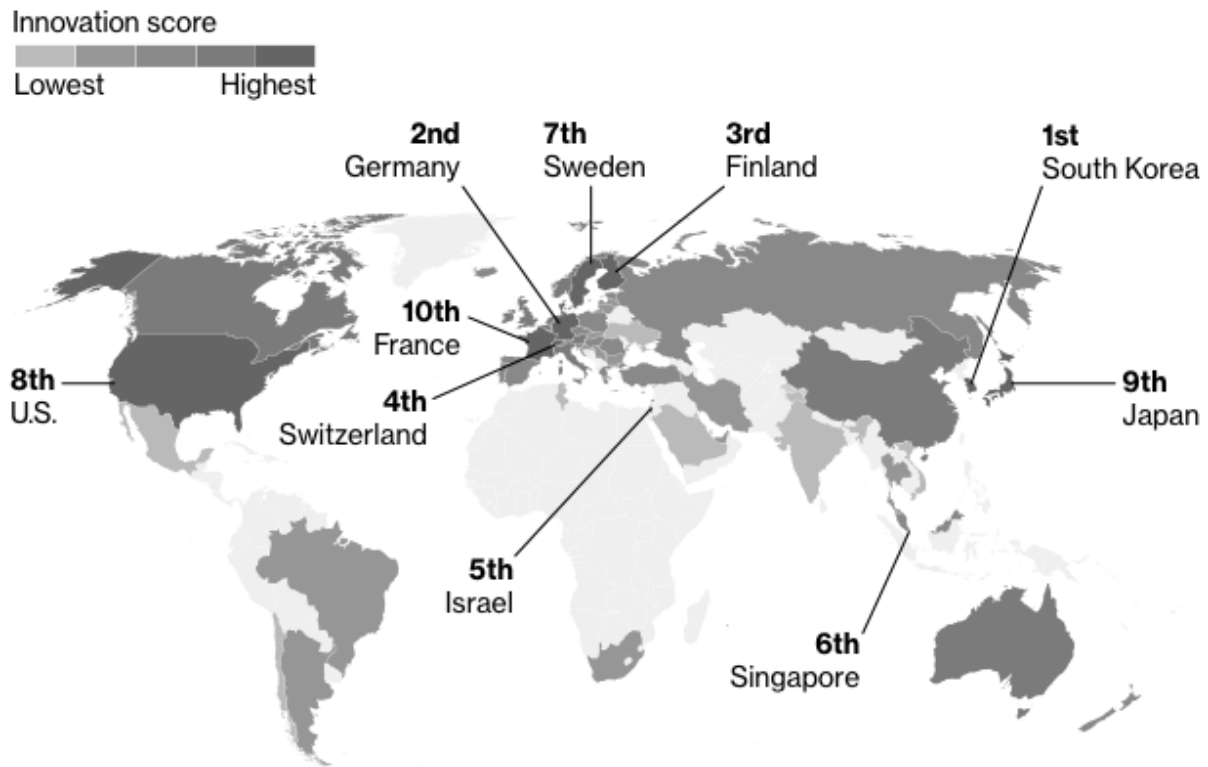 Innovation score
Lowest Highest
2nd
Germany
7th
Sweden
3rd
Finland
1st
South Korea
10th
France
8th
U.S.
4th
Switzerland
9th
Japan
5th
Israel
6th
Singapore